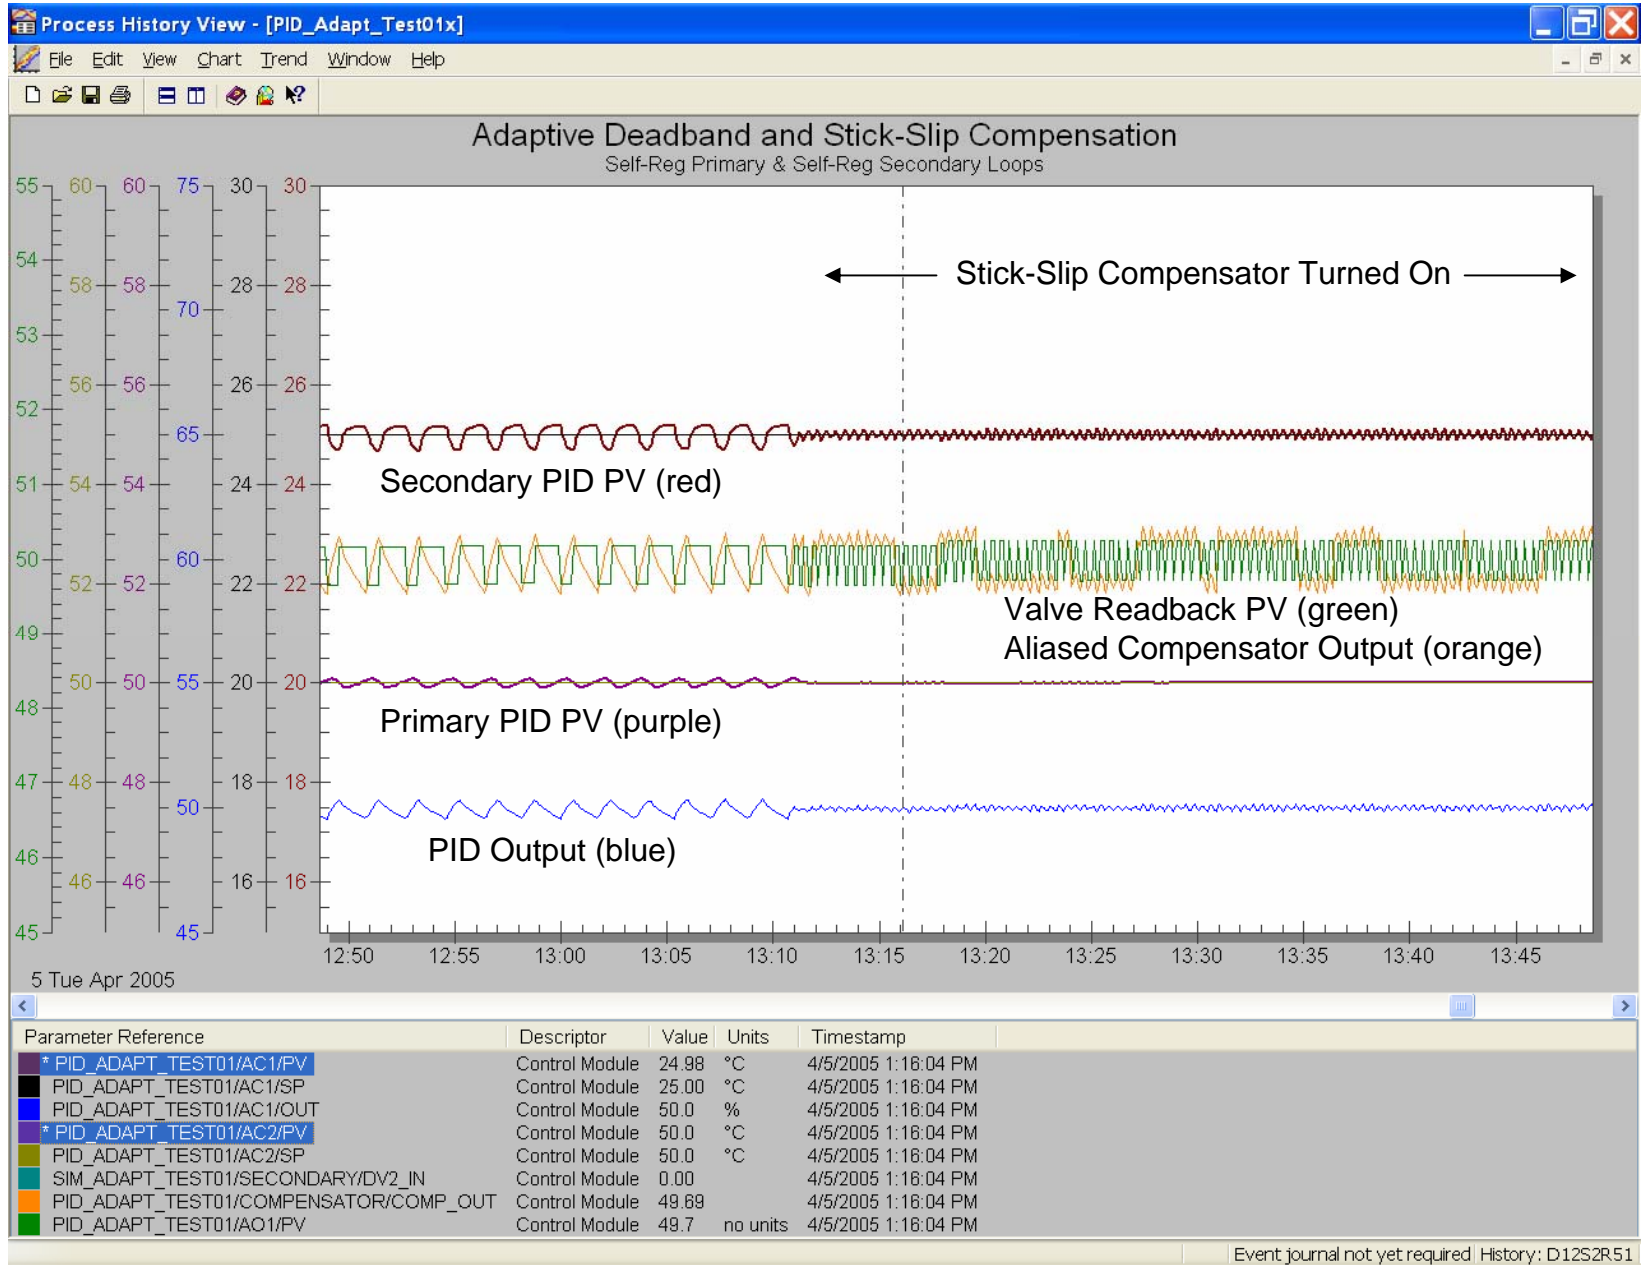 Process History View - [PID_Adapt_Test01x]
File Edit View Chart Trend Window Help
Adaptive Deadband and Stick-Slip Compensation
Self-Reg Primary & Self-Reg Secondary Loops
55 60 60 75 30 30
54
58 58 28 28
70
53
56 56 26 26
52
65
51 54 54 24 24
50 60
52 52 22 22
49
50 50 55 20 20
48
47 48 48 18 18
50
46
46 46 16 16
45 45
Stick-Slip Compensator Turned On
Secondary PID PV (red)
Valve Readback PV (green)
Aliased Compensator Output (orange)
Primary PID PV (purple)
PID Output (blue)
12:50 12:55 13:00 13:05 13:10 13:15 13:20 13:25 13:30 13:35 13:40 13:45
5 Tue Apr 2005
Parameter Reference Descriptor Value Units Timestamp
* PID_ADAPT_TEST01/AC1/PV Control Module 24.98 °C 4/5/2005 1:16:04 PM
PID_ADAPT_TEST01/AC1/SP Control Module 25.00 °C 4/5/2005 1:16:04 PM
PID_ADAPT_TEST01/AC1/OUT Control Module 50.0 % 4/5/2005 1:16:04 PM
* PID_ADAPT_TEST01/AC2/PV Control Module 50.0 °C 4/5/2005 1:16:04 PM
PID_ADAPT_TEST01/AC2/SP Control Module 50.0 °C 4/5/2005 1:16:04 PM
SIM_ADAPT_TEST01/SECONDARY/DV2_IN Control Module 0.00 4/5/2005 1:16:04 PM
PID_ADAPT_TEST01/COMPENSATOR/COMP_OUT Control Module 49.69 4/5/2005 1:16:04 PM
PID_ADAPT_TEST01/AO1/PV Control Module 49.7 no units 4/5/2005 1:16:04 PM
Event journal not yet required History: D12S2R51